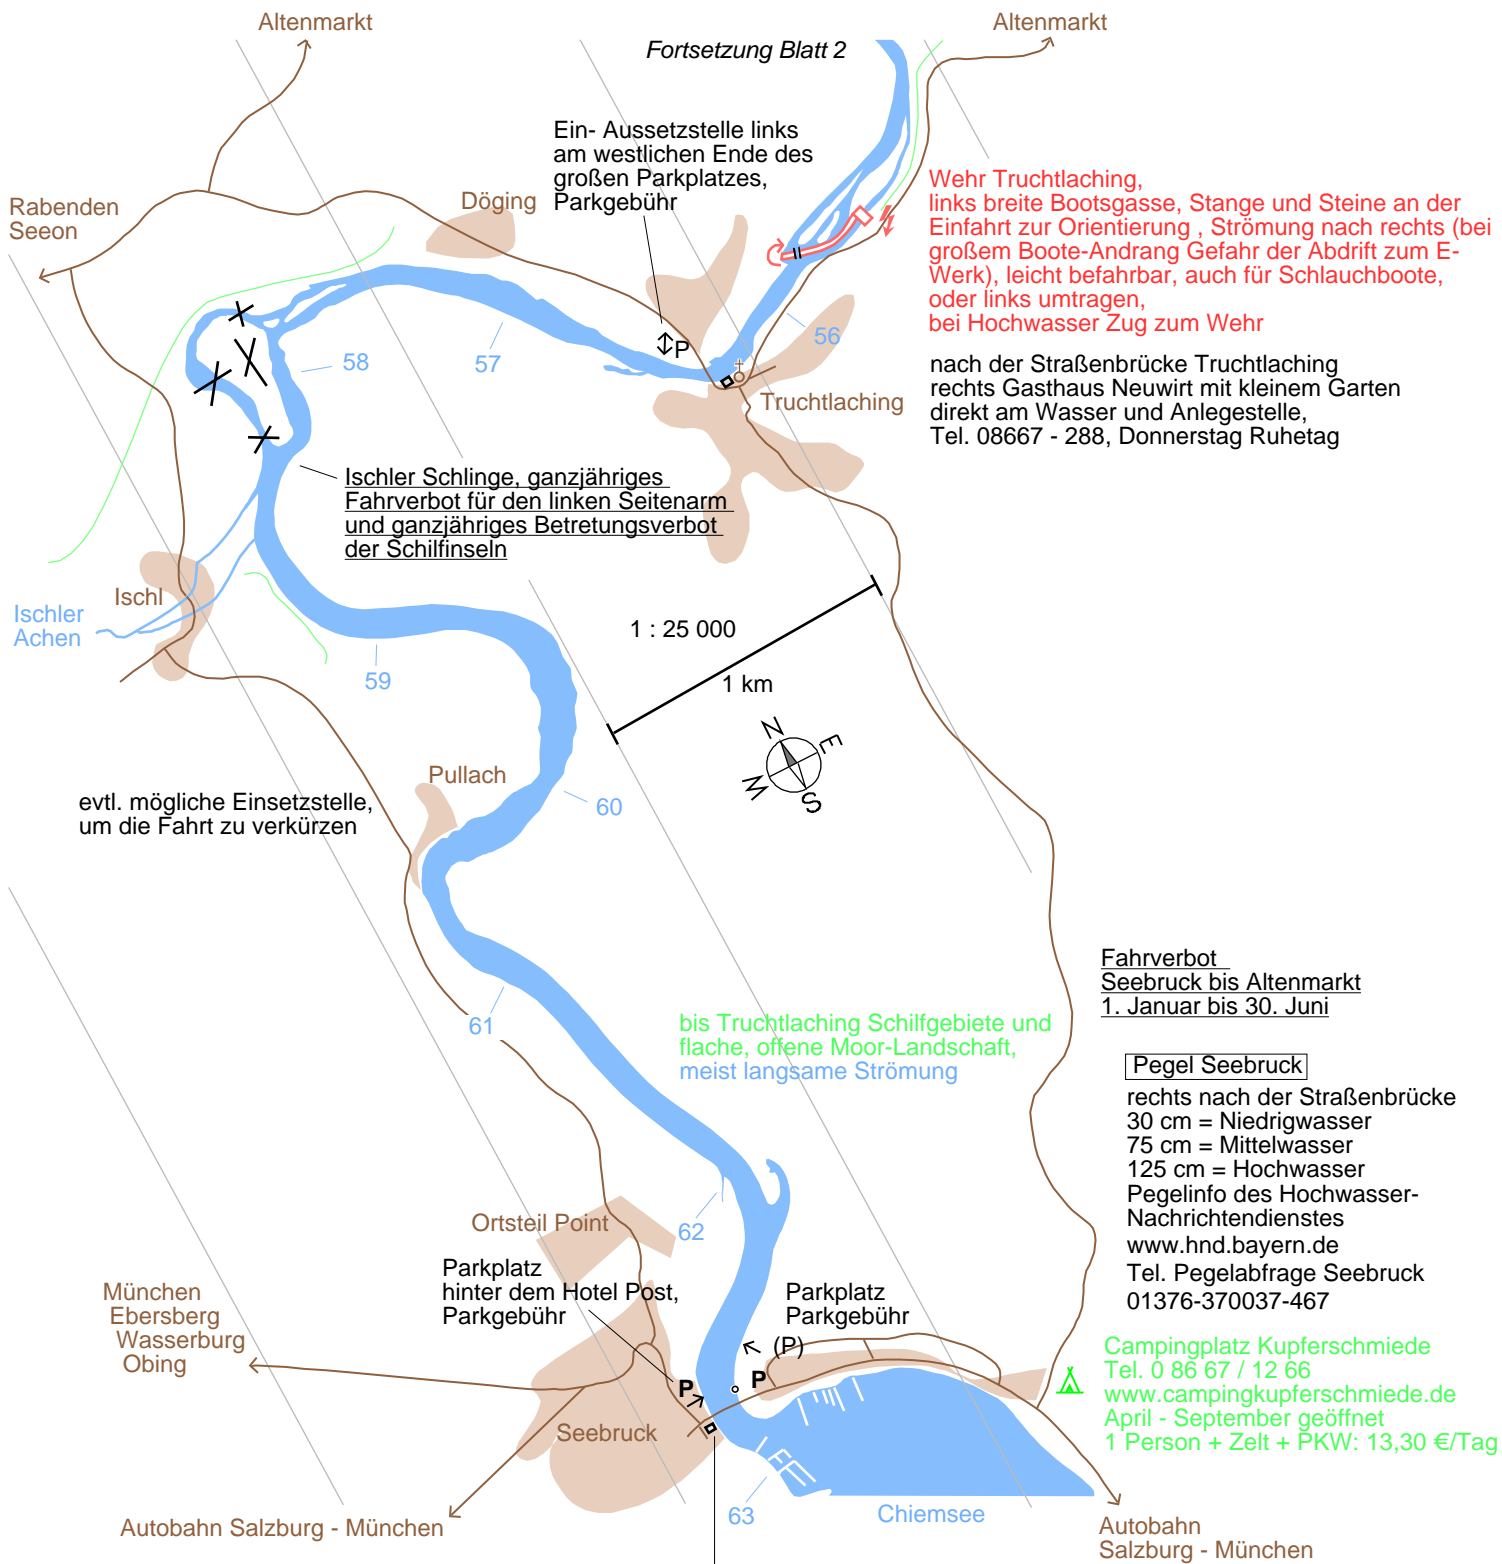 Altenmarkt
Altenmarkt
Fortsetzung Blatt 2
Ein- Aussetzstelle links
am westlichen Ende des
großen Parkplatzes,
Parkgebühr
Rabenden
Seeon
Döging
Wehr Truchtlaching,
links breite Bootsgasse, Stange und Steine an der
Einfahrt zur Orientierung , Strömung nach rechts (bei
großem Boote-Andrang Gefahr der Abdrift zum E-
Werk), leicht befahrbar, auch für Schlauchboote,
oder links umtragen,
bei Hochwasser Zug zum Wehr
56
57
58
P
nach der Straßenbrücke Truchtlaching
rechts Gasthaus Neuwirt mit kleinem Garten
direkt am Wasser und Anlegestelle,
Tel. 08667 - 288, Donnerstag Ruhetag
Truchtlaching
Ischler Schlinge, ganzjähriges
Fahrverbot für den linken Seitenarm
und ganzjähriges Betretungsverbot
der Schilfinseln
Ischl
Ischler
Achen
1 : 25 000
1 km
59
N
E
W
S
Pullach
60
evtl. mögliche Einsetzstelle,
um die Fahrt zu verkürzen
Fahrverbot
Seebruck bis Altenmarkt
1. Januar bis 30. Juni
61
bis Truchtlaching Schilfgebiete und
flache, offene Moor-Landschaft,
meist langsame Strömung
Pegel Seebruck
rechts nach der Straßenbrücke
30 cm = Niedrigwasser
75 cm = Mittelwasser
125 cm = Hochwasser
Pegelinfo des Hochwasser-
Nachrichtendienstes
www.hnd.bayern.de
Tel. Pegelabfrage Seebruck
01376-370037-467
Ortsteil Point
62
Parkplatz
hinter dem Hotel Post,
Parkgebühr
Parkplatz
Parkgebühr
(P)
P
P
München
Ebersberg
Wasserburg
Obing
Campingplatz Kupferschmiede
Tel. 0 86 67 / 12 66
www.campingkupferschmiede.de
April - September geöffnet
1 Person + Zelt + PKW: 13,30 €/Tag
Seebruck
63
Chiemsee
Autobahn Salzburg - München
Autobahn
Salzburg - München